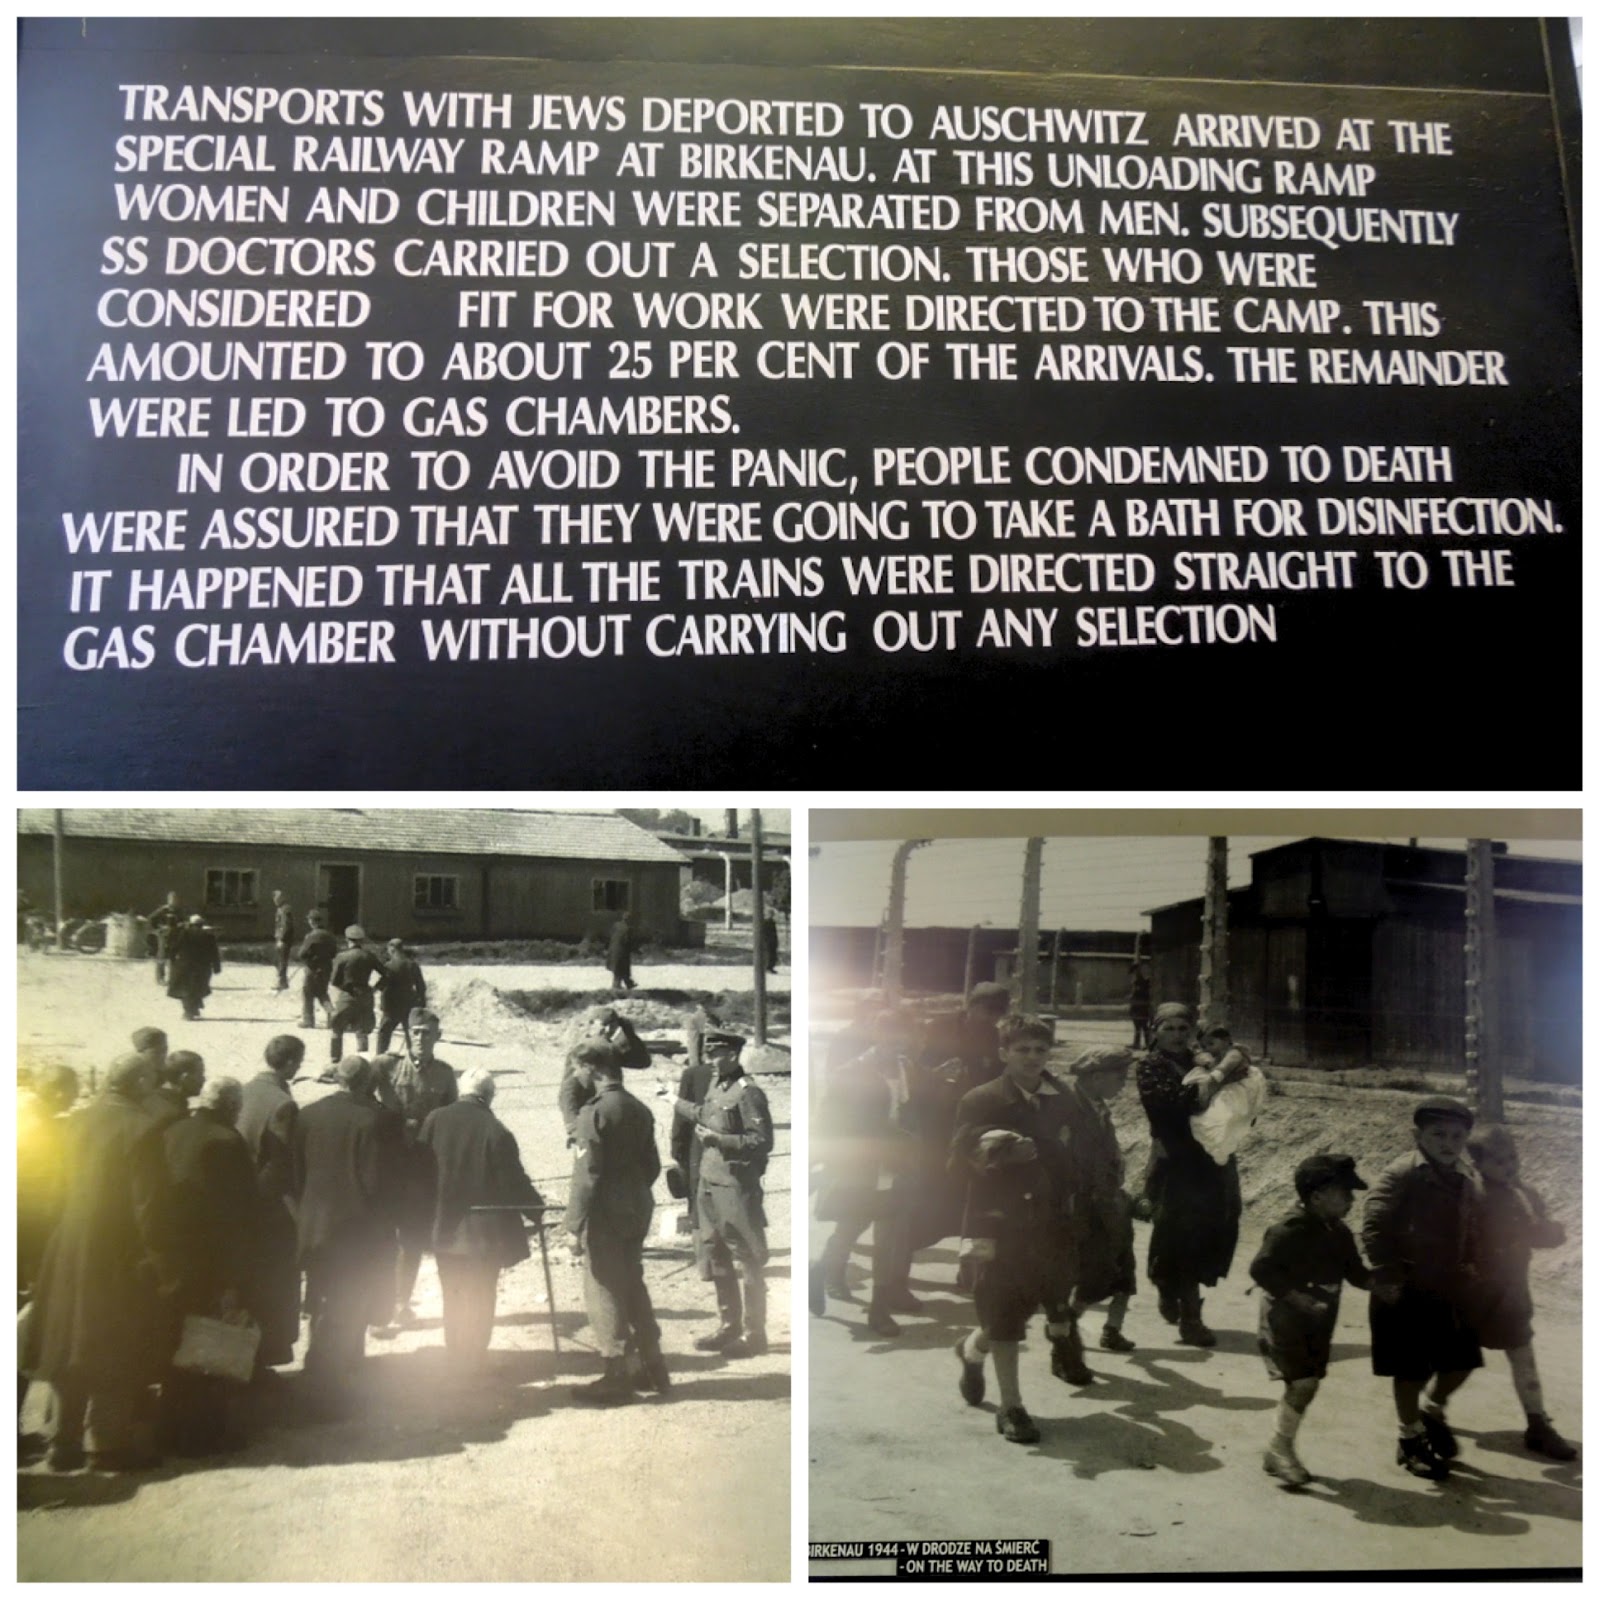 TRANSPORTS WITH JEWS DEPORTED TO AUSCHWITZ ARRIVED AT THE
SPECIAL RAILWAY RAMP AT BIRKENAU. AT THIS UNLOADING RAMP
WOMEN AND CHILDREN WERE SEPARATED FROM MEN. SUBSEQUENTLY
SS DOCTORS CARRIED OUT A SELECTION. THOSE WHO WERE
CONSIDERED FIT FOR WORK WERE DIRECTED TO THE CAMP. THIS
AMOUNTED TO ABOUT 25 PER CENT OF THE ARRIVALS. THE REMAINDER
WERE LED TO GAS CHAMBERS.
IN ORDER TO AVOID THE PANIC, PEOPLE CONDEMNED TO DEATH
WERE ASSURED THAT THEY WERE GOING TO TAKE A BATH FOR DISINFECTION.
IT HAPPENED THAT ALL THE TRAINS WERE DIRECTED STRAIGHT TO THE
GAS CHAMBER WITHOUT CARRYING OUT ANY SELECTION
BIRKENAU 1944 - W DRODZE NA ŚMIERĆ
- ON THE WAY TO DEATH